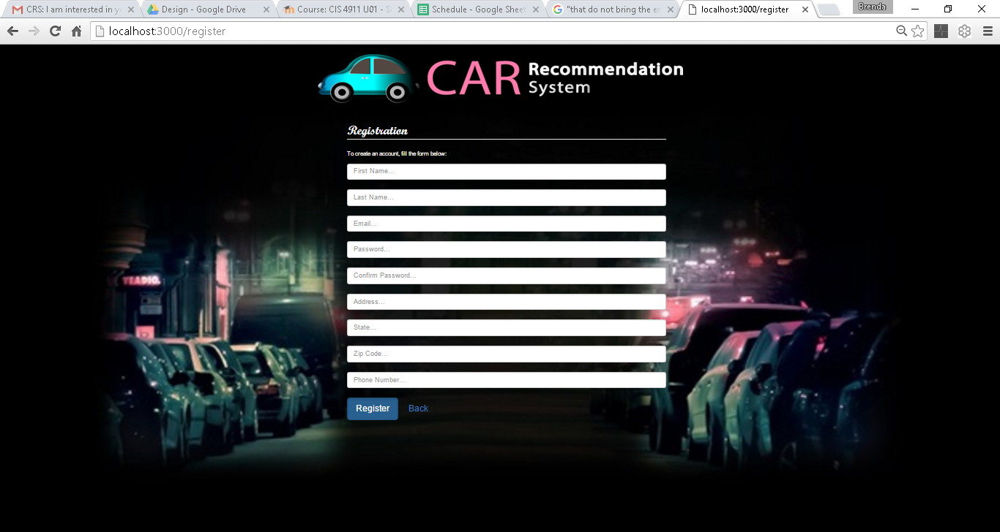 CRS: I am interested in y
Design - Google Drive
Course: CIS 4911 U01 - S
Schedule - Google Sheet
"that do not bring the e
localhost:3000/register
Brenda
localhost:3000/register
CAR Recommendation
System
Registration
To create an account, fill the form below:
First Name...
Last Name...
Email...
Password...
Confirm Password...
Address...
State...
Zip Code...
Phone Number...
Register Back
YEADIO.